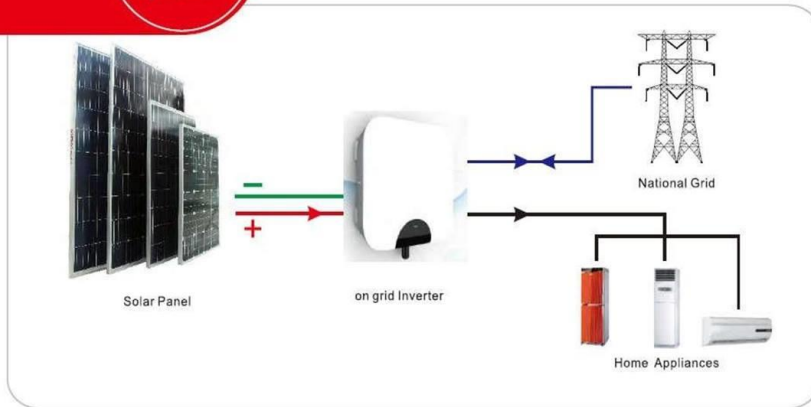 Solar Panel
on grid Inverter
National Grid
Home Appliances
−
+